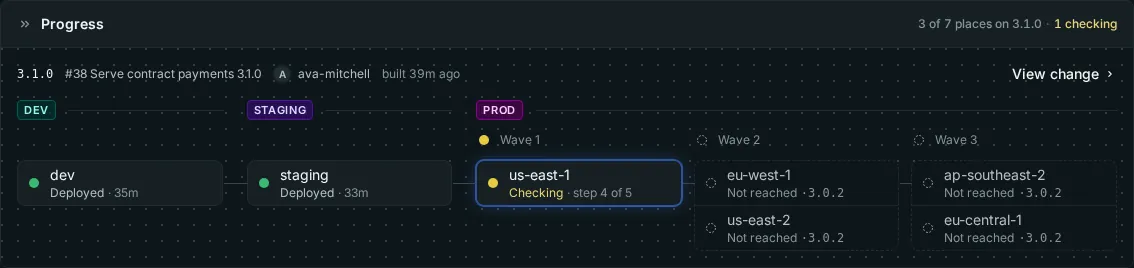 Progress
3 of 7 places on 3.1.0 · 1 checking
3.1.0 #38 Serve contract payments 3.1.0 A ava-mitchell built 39m ago
View change ›
DEV
STAGING
PROD
Wave 1
Wave 2
Wave 3
dev
Deployed · 35m
staging
Deployed · 33m
us-east-1
Checking · step 4 of 5
eu-west-1
Not reached · 3.0.2
us-east-2
Not reached · 3.0.2
ap-southeast-2
Not reached · 3.0.2
eu-central-1
Not reached · 3.0.2